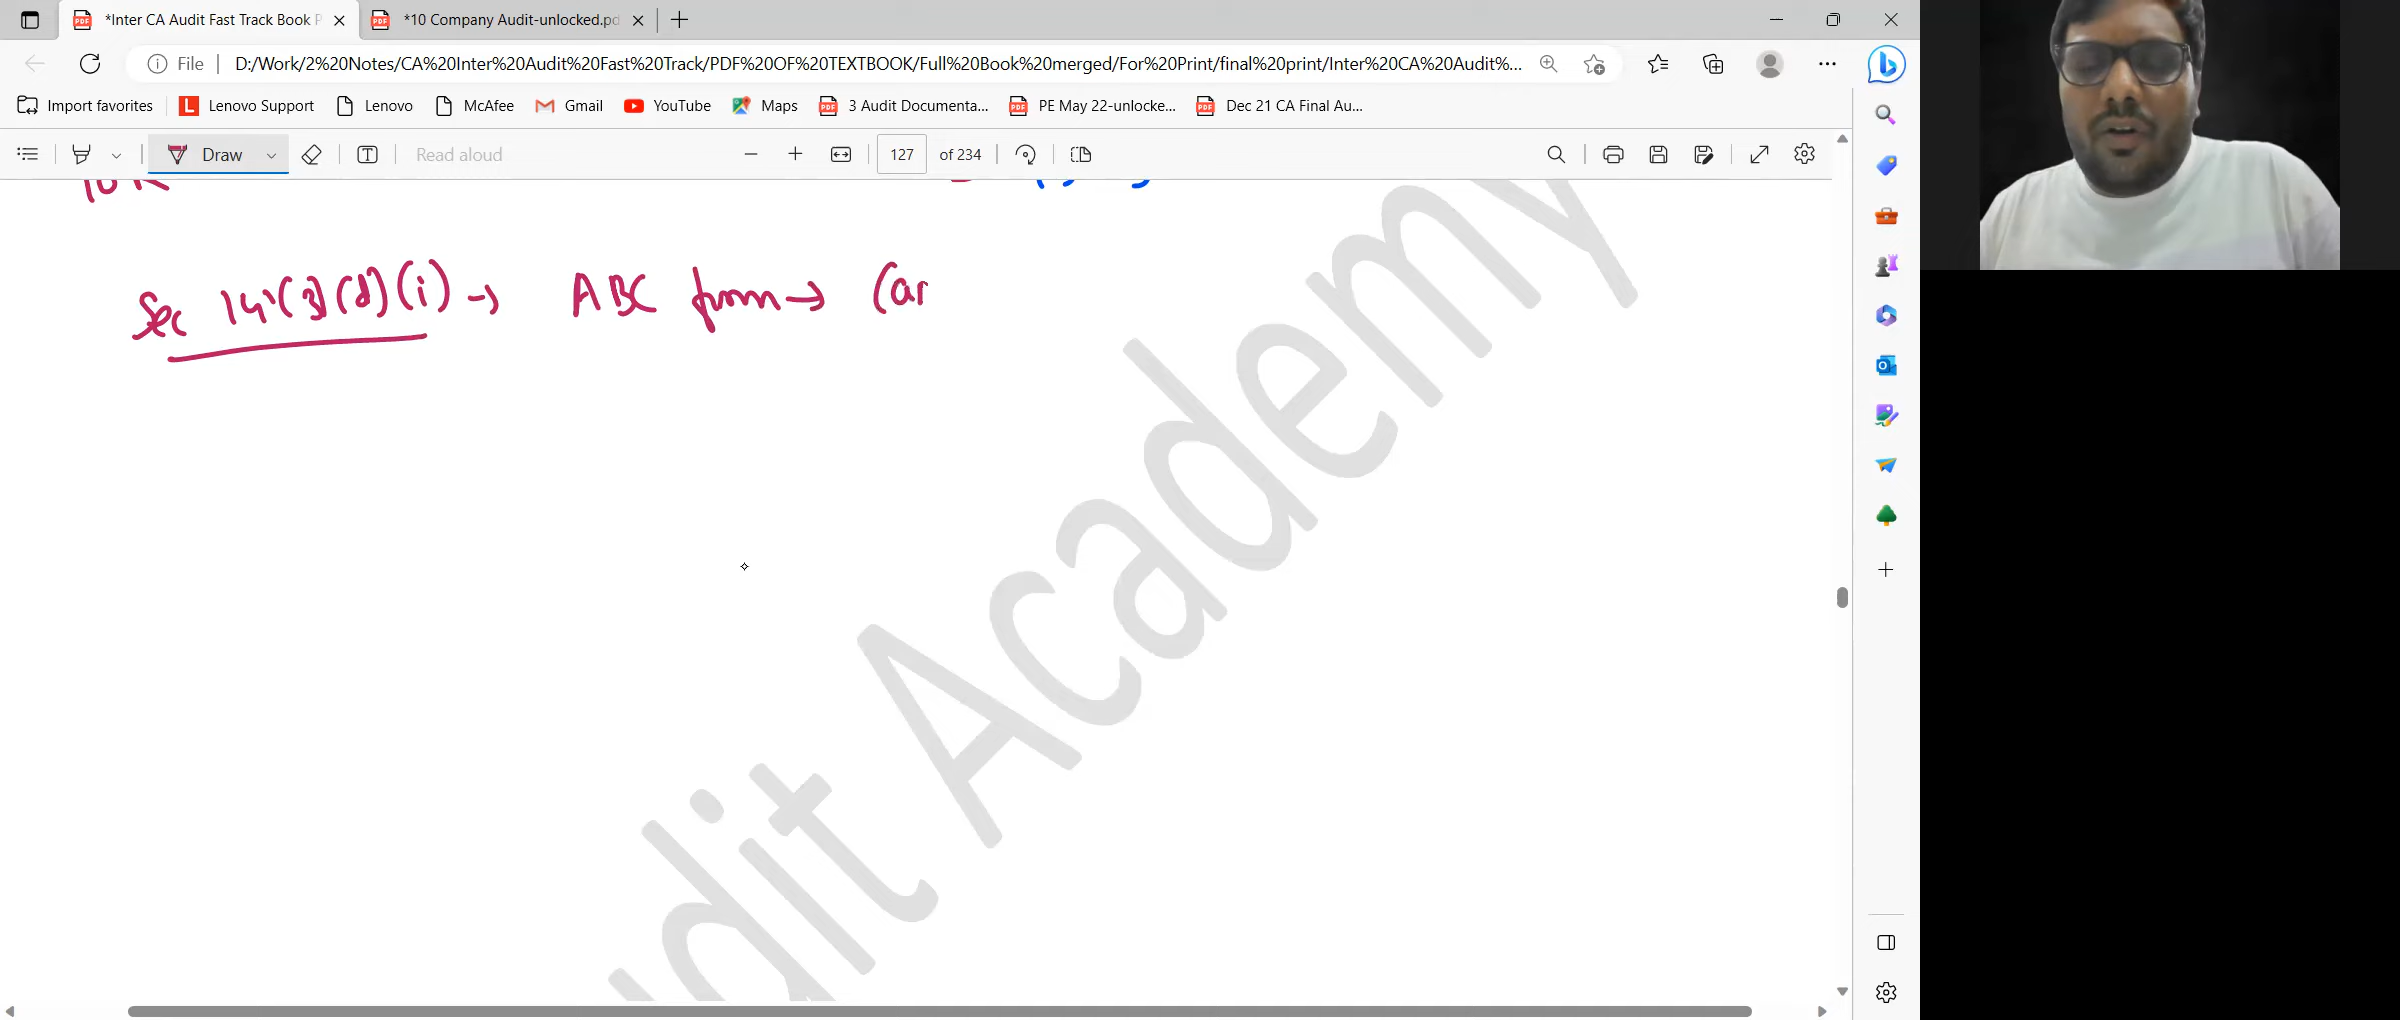 *Inter CA Audit Fast Track Book P
*10 Company Audit-unlocked.pd
File
D:/Work/2%20Notes/CA%20Inter%20Audit%20Fast%20Track/PDF%20OF%20TEXTBOOK/Full%20Book%20merged/For%20Print/final%20print/Inter%20CA%20Audit%...
Import favorites
Lenovo Support
Lenovo
McAfee
Gmail
YouTube
Maps
3 Audit Documenta...
PE May 22-unlocke...
Dec 21 CA Final Au...
Draw
Read aloud
127 of 234
Sec 141(3)(d)(i) → ABC from → (ar
udit Academy